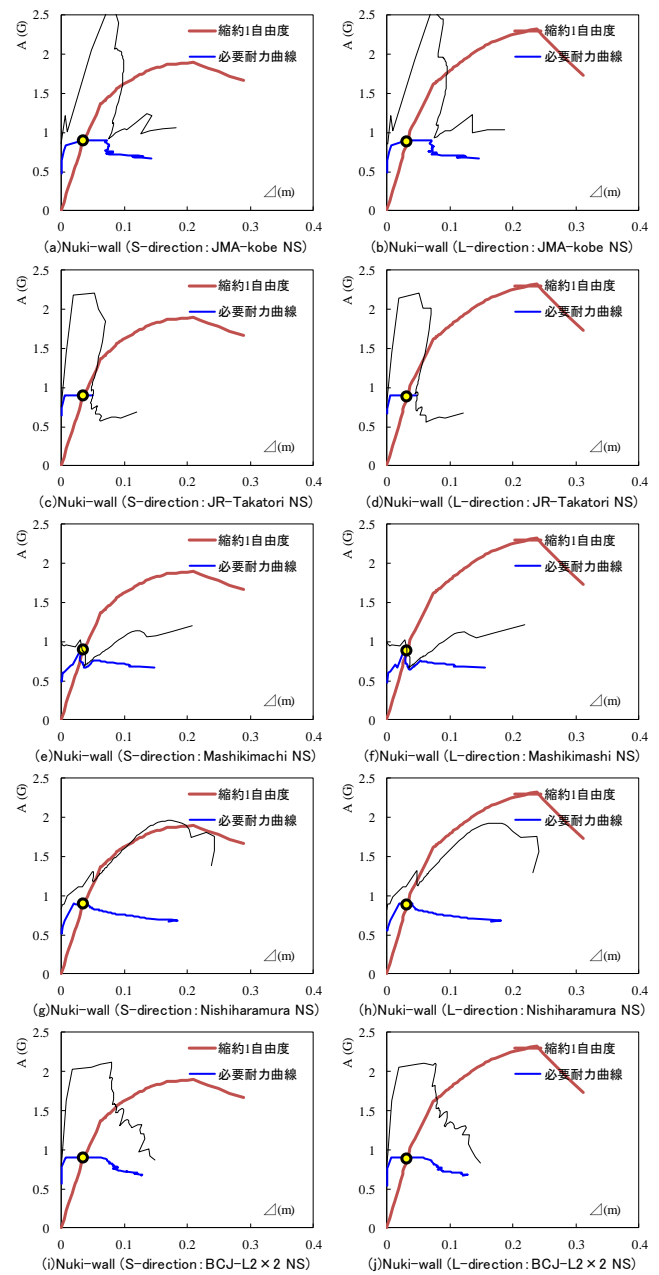 A (G)
2.5
2
1.5
1
0.5
0
縮約1自由度
必要耐力曲線
⊿(m)
0 0.1 0.2 0.3 0.4
(a)Nuki-wall (S-direction:JMA-kobe NS)
2.5
2
1.5
1
0.5
0
縮約1自由度
必要耐力曲線
⊿(m)
0 0.1 0.2 0.3 0.4
(b)Nuki-wall (L-direction:JMA-kobe NS)
A (G)
2.5
2
1.5
1
0.5
0
縮約1自由度
必要耐力曲線
⊿(m)
0 0.1 0.2 0.3 0.4
(c)Nuki-wall (S-direction:JR-Takatori NS)
2.5
2
1.5
1
0.5
0
縮約1自由度
必要耐力曲線
⊿(m)
0 0.1 0.2 0.3 0.4
(d)Nuki-wall (L-direction:JR-Takatori NS)
A (G)
2.5
2
1.5
1
0.5
0
縮約1自由度
必要耐力曲線
⊿(m)
0 0.1 0.2 0.3 0.4
(e)Nuki-wall (S-direction:Mashikimachi NS)
2.5
2
1.5
1
0.5
0
縮約1自由度
必要耐力曲線
⊿(m)
0 0.1 0.2 0.3 0.4
(f)Nuki-wall (L-direction:Mashikimashi NS)
A (G)
2.5
2
1.5
1
0.5
0
縮約1自由度
必要耐力曲線
⊿(m)
0 0.1 0.2 0.3 0.4
(g)Nuki-wall (S-direction:Nishiharamura NS)
2.5
2
1.5
1
0.5
0
縮約1自由度
必要耐力曲線
⊿(m)
0 0.1 0.2 0.3 0.4
(h)Nuki-wall (L-direction:Nishiharamura NS)
A (G)
2.5
2
1.5
1
0.5
0
縮約1自由度
必要耐力曲線
⊿(m)
0 0.1 0.2 0.3 0.4
(i)Nuki-wall (S-direction:BCJ-L2×2 NS)
2.5
2
1.5
1
0.5
0
縮約1自由度
必要耐力曲線
⊿(m)
0 0.1 0.2 0.3 0.4
(j)Nuki-wall (L-direction:BCJ-L2×2 NS)